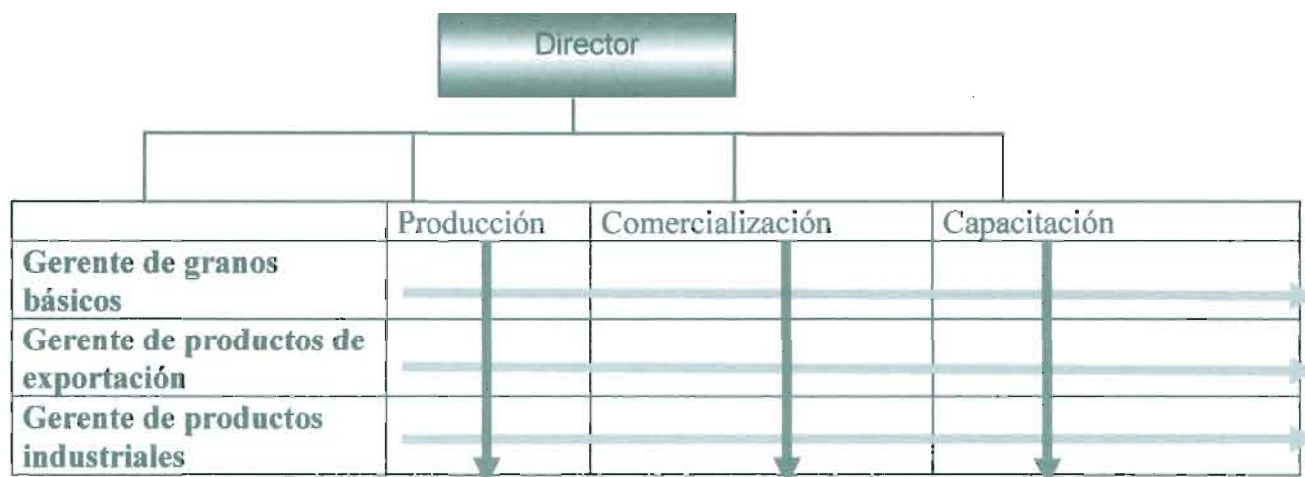 Director
Producción
Comercialización
Capacitación
Gerente de granos
básicos
Gerente de productos de
exportación
Gerente de productos
industriales